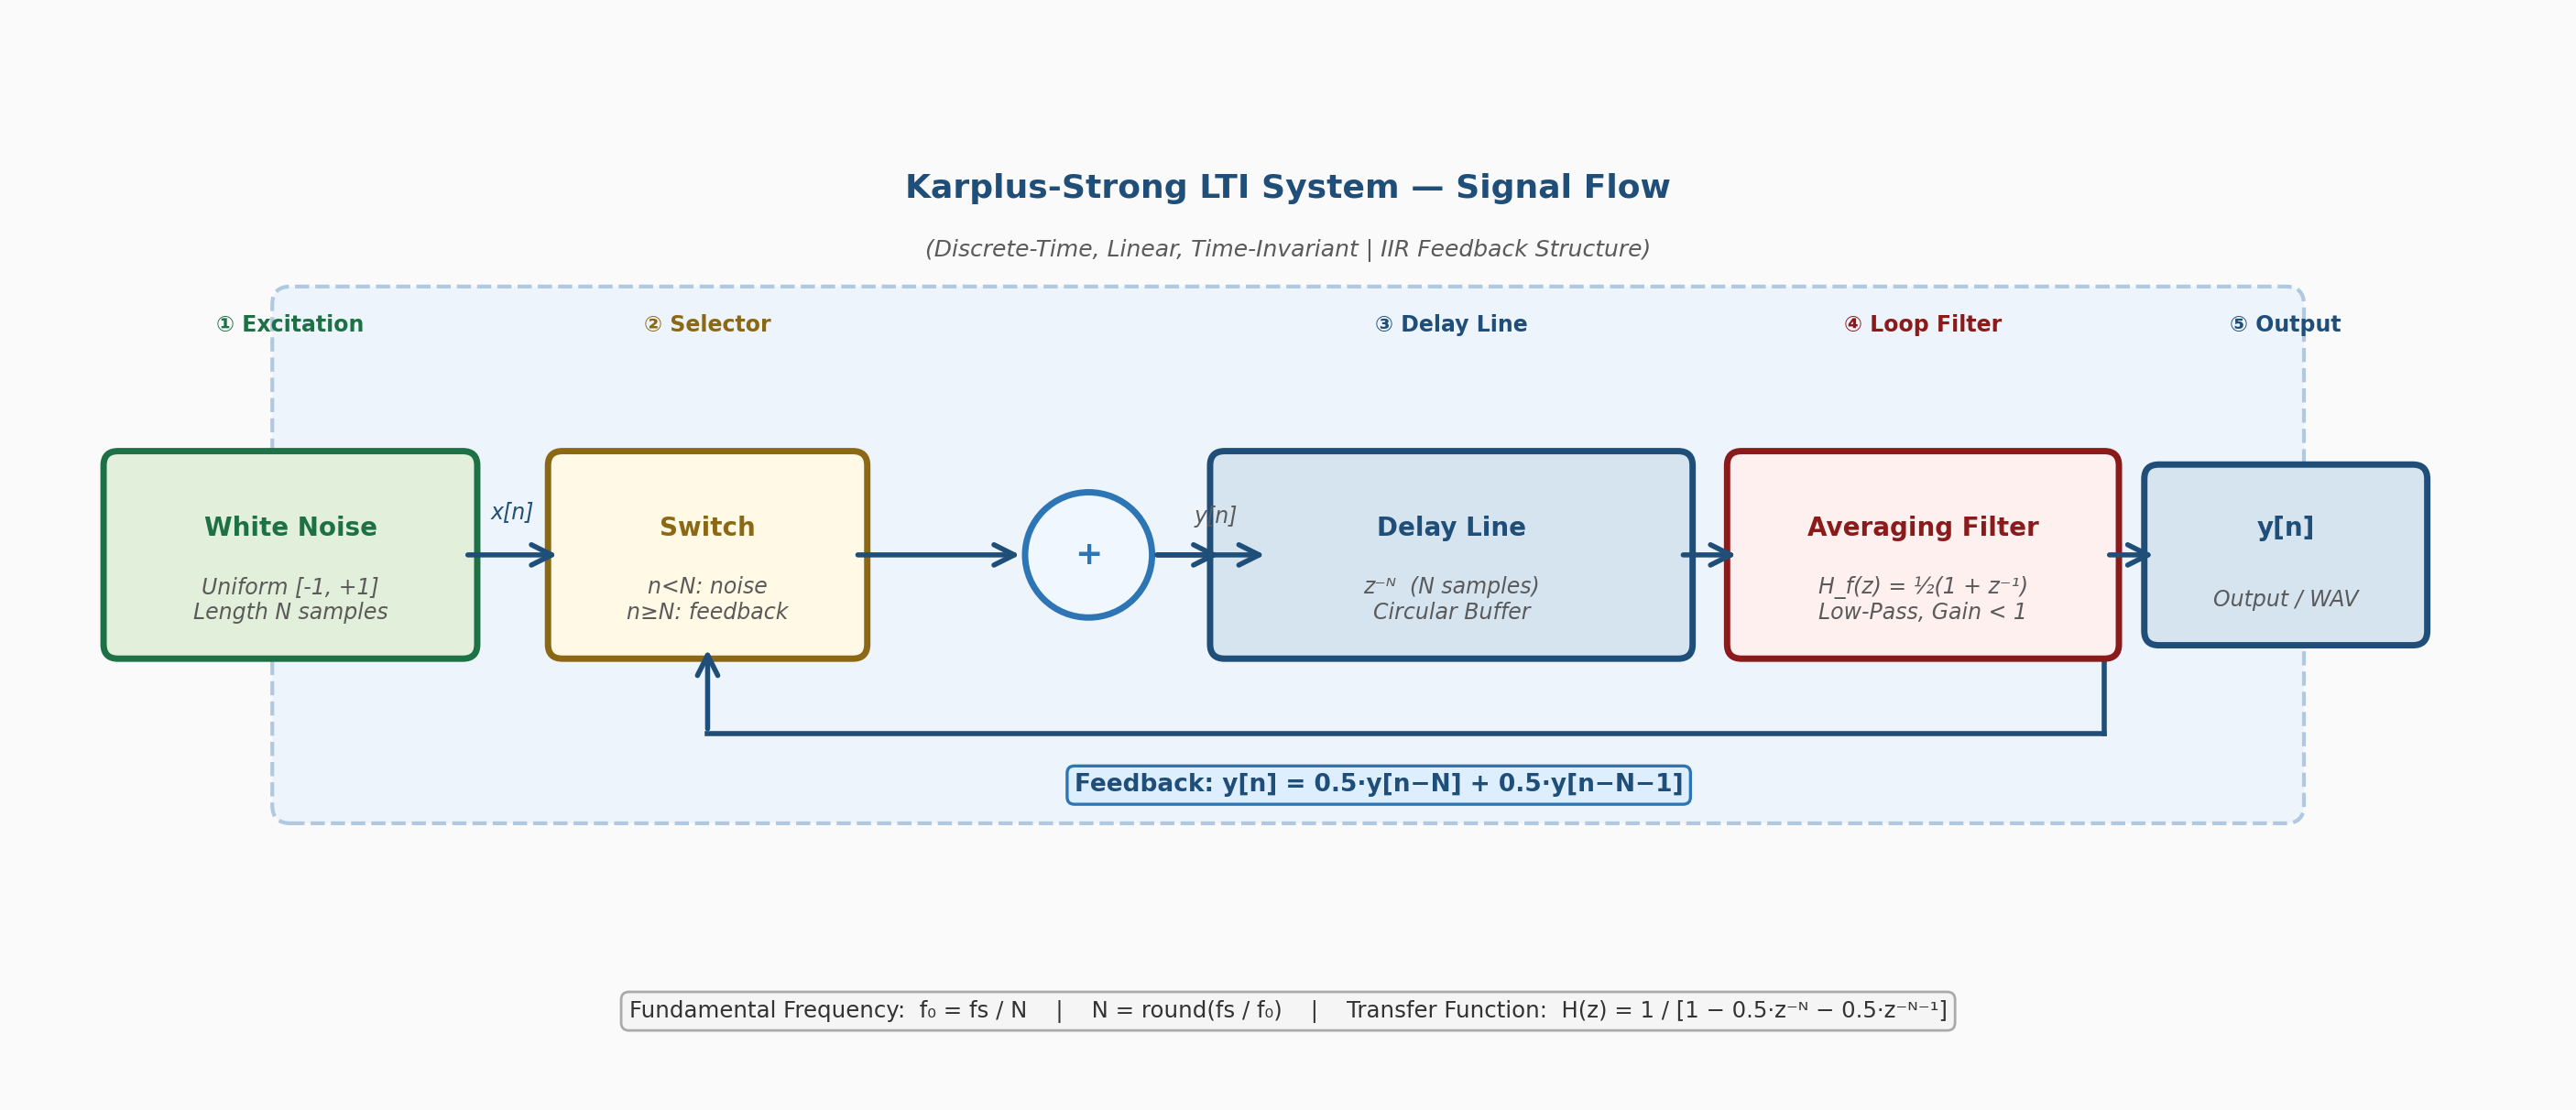 Karplus-Strong LTI System — Signal Flow
(Discrete-Time, Linear, Time-Invariant | IIR Feedback Structure)
① Excitation
② Selector
③ Delay Line
④ Loop Filter
⑤ Output
White Noise
Uniform [-1, +1]
Length N samples
x[n]
Switch
n<N: noise
n≥N: feedback
+
y[n]
Delay Line
z⁻ᴺ (N samples)
Circular Buffer
Averaging Filter
H_f(z) = ½(1 + z⁻¹)
Low-Pass, Gain < 1
y[n]
Output / WAV
Feedback: y[n] = 0.5·y[n−N] + 0.5·y[n−N−1]
Fundamental Frequency: f₀ = fs / N | N = round(fs / f₀) | Transfer Function: H(z) = 1 / [1 − 0.5·z⁻ᴺ − 0.5·z⁻ᴺ⁻¹]